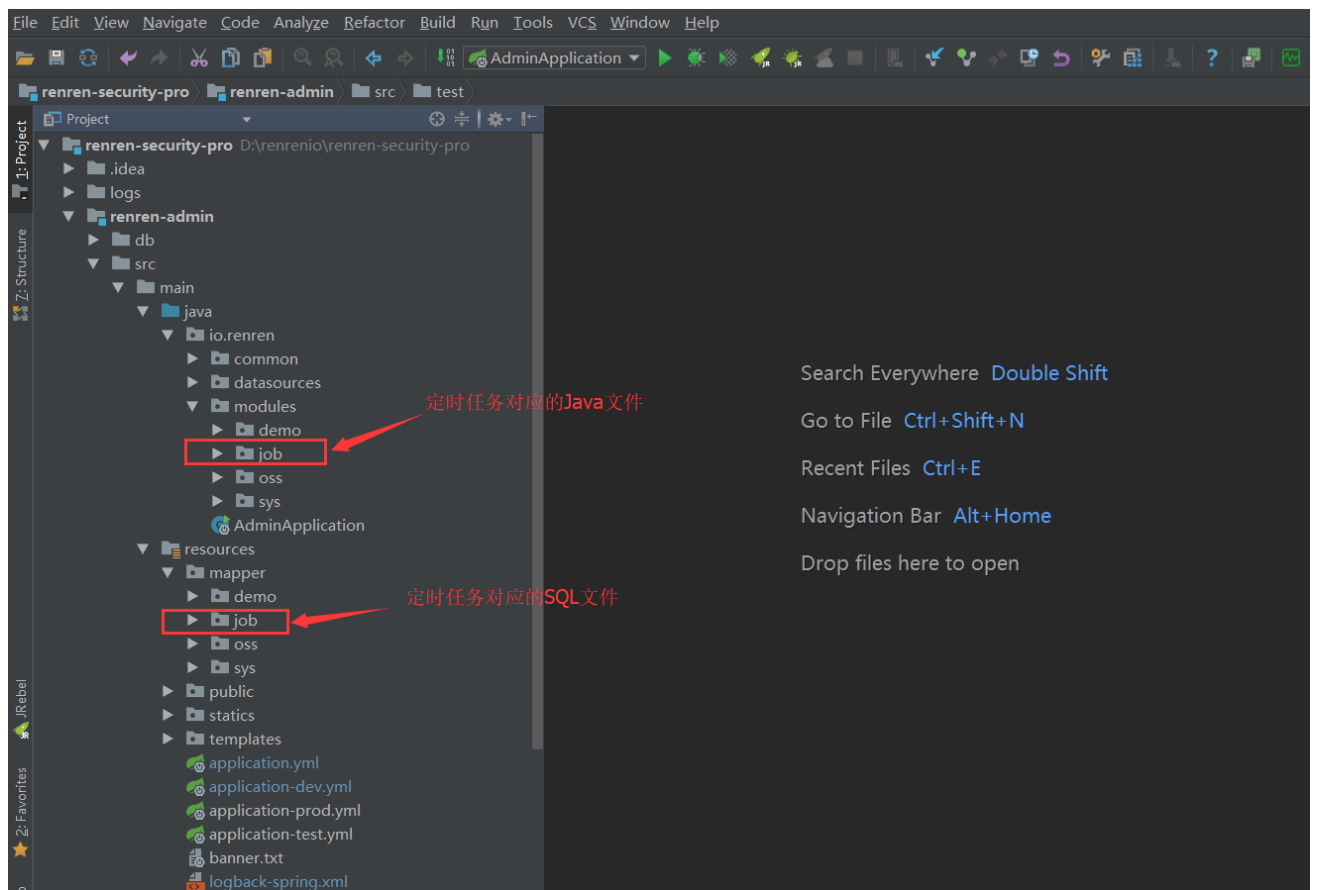 File Edit View Navigate Code Analyze Refactor Build Run Tools VCS Window Help
AdminApplication
renren-security-pro renren-admin src test
1: Project
Z: Structure
JRebel
2: Favorites
Project
renren-security-pro D:\renrenio\renren-security-pro
.idea
logs
renren-admin
db
src
main
java
io.renren
common
datasources
modules
定时任务对应的Java文件
demo
job
oss
sys
AdminApplication
resources
mapper
demo
定时任务对应的SQL文件
job
oss
sys
public
statics
templates
application.yml
application-dev.yml
application-prod.yml
application-test.yml
banner.txt
logback-spring.xml
Search Everywhere Double Shift
Go to File Ctrl+Shift+N
Recent Files Ctrl+E
Navigation Bar Alt+Home
Drop files here to open